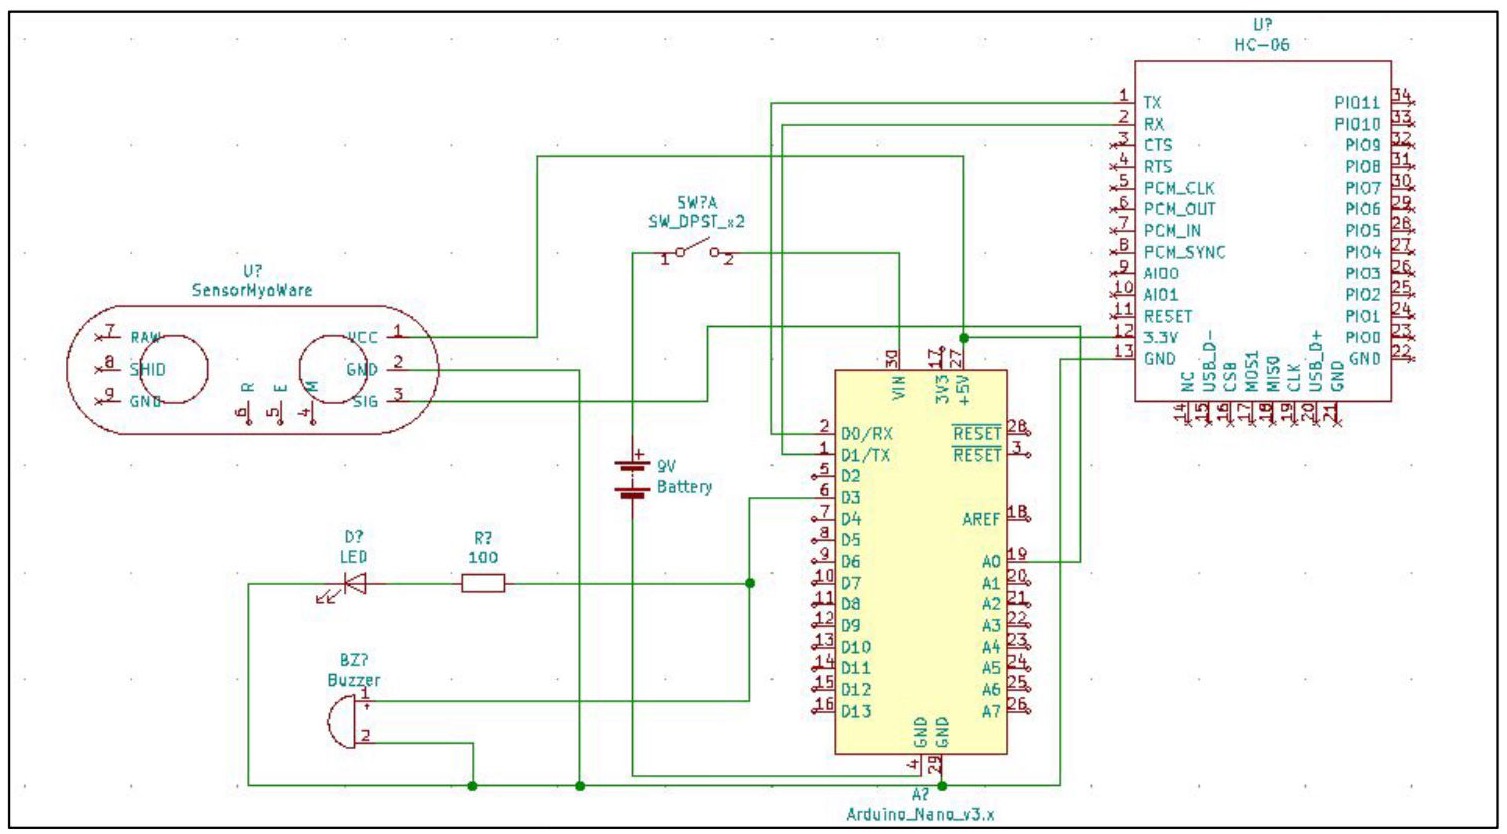 U?
HC-06
1 TX
2 RX
3 CTS
4 RTS
5 PCM_CLK
6 PCM_OUT
7 PCM_IN
8 PCM_SYNC
9 AIO0
10 AIO1
11 RESET
12 3.3V
13 GND
PIO11 34
PIO10 33
PIO9 32
PIO8 31
PIO7 30
PIO6 29
PIO5 28
PIO4 27
PIO3 26
PIO2 25
PIO1 24
PIO0 23
GND 22
NC USB_D- CSB MOSI MISO CLK USB_D+ GND
14 15 16 17 18 19 20 21
SW?A
SW_DPST_x2
1 2
U?
SensorMyoWare
7 RAW
8 SHID
9 GND
VCC 1
GND 2
SIG 3
R E M
6 5 4
+ 9V
Battery
D?
LED
R?
100
BZ?
Buzzer
1
+
2
30 17 27
VIN 3V3 +5V
2 D0/RX
1 D1/TX
5 D2
6 D3
7 D4
8 D5
9 D6
10 D7
11 D8
12 D9
13 D10
14 D11
15 D12
16 D13
RESET 28
RESET 3
AREF 18
A0 19
A1 20
A2 21
A3 22
A4 23
A5 24
A6 25
A7 26
GND GND
4 29
A?
Arduino_Nano_v3.x